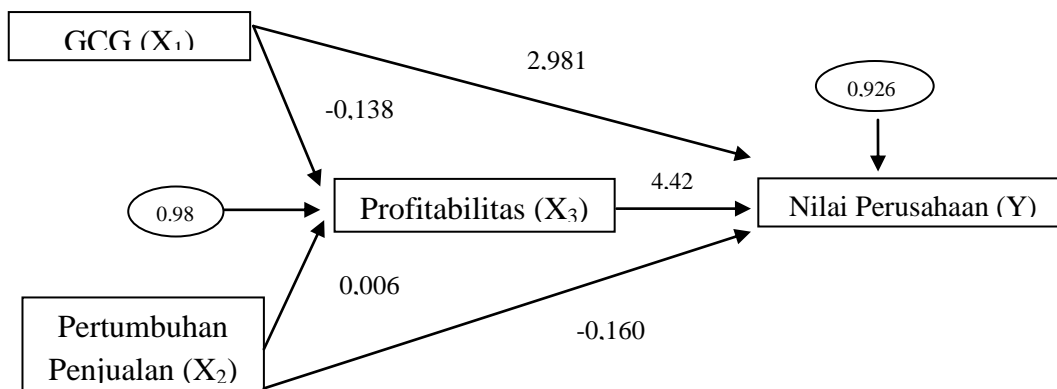 GCG (X₁)
2,981
0,926
-0,138
4,42
0,98
Profitabilitas (X₃)
Nilai Perusahaan (Y)
0,006
Pertumbuhan
Penjualan (X₂)
-0,160